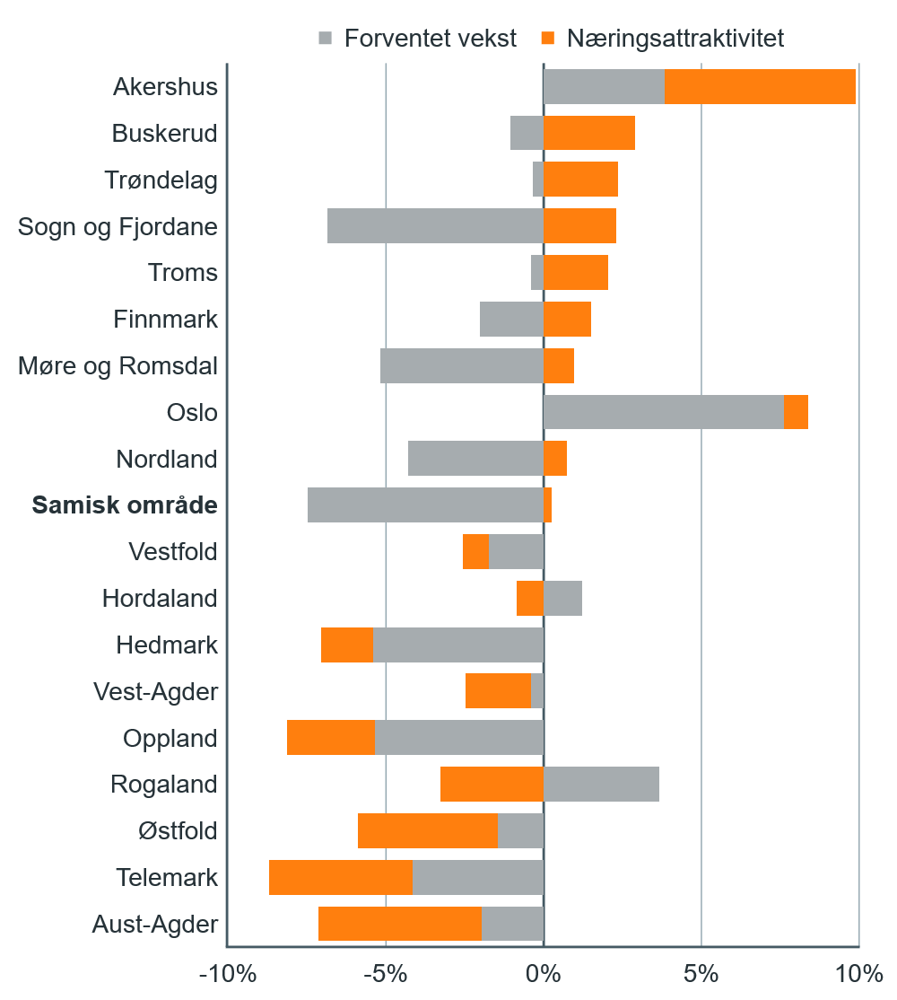 Forventet vekst Næringsattraktivitet
Akershus
Buskerud
Trøndelag
Sogn og Fjordane
Troms
Finnmark
Møre og Romsdal
Oslo
Nordland
Samisk område
Vestfold
Hordaland
Hedmark
Vest-Agder
Oppland
Rogaland
Østfold
Telemark
Aust-Agder
-10% -5% 0% 5% 10%